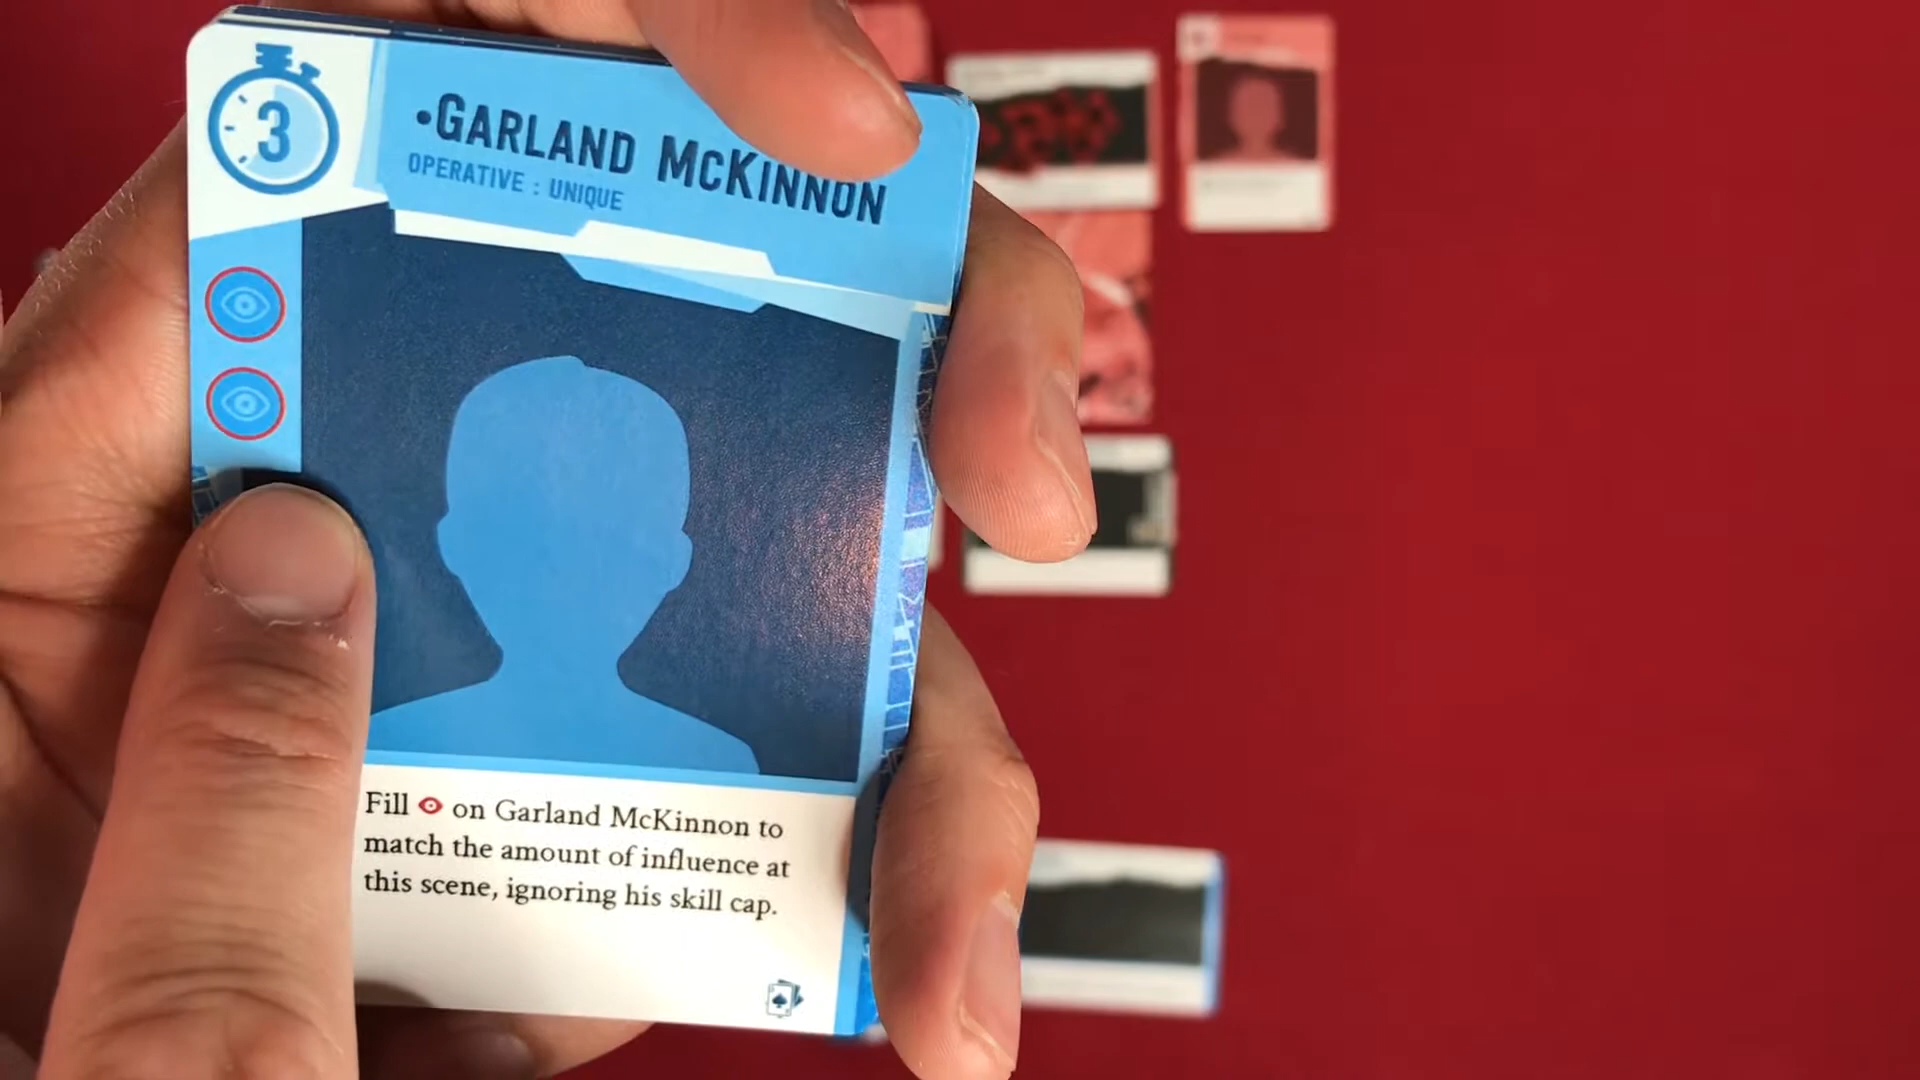 3
•GARLAND McKINNON
OPERATIVE : UNIQUE
Fill on Garland McKinnon to
match the amount of influence at
this scene, ignoring his skill cap.